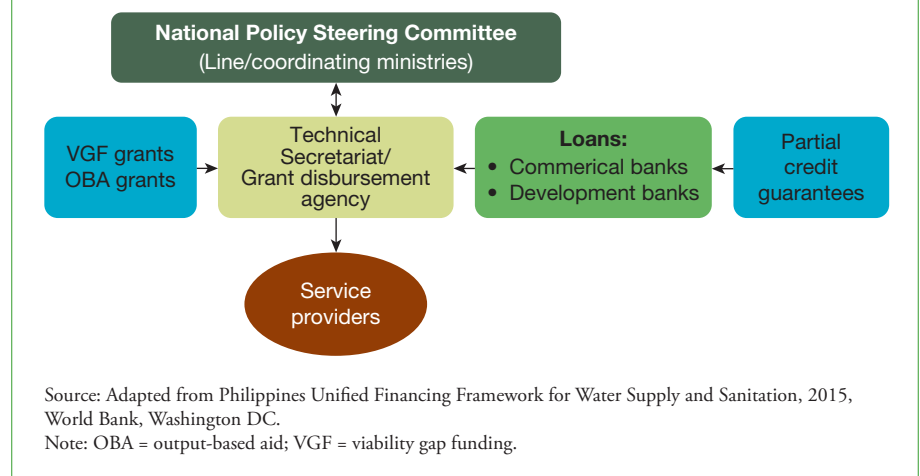 National Policy Steering Committee
(Line/coordinating ministries)
VGF grants
OBA grants
Technical
Secretariat/
Grant disbursement
agency
Loans:
• Commerical banks
• Development banks
Partial
credit
guarantees
Service
providers
Source: Adapted from Philippines Unified Financing Framework for Water Supply and Sanitation, 2015,
World Bank, Washington DC.
Note: OBA = output-based aid; VGF = viability gap funding.